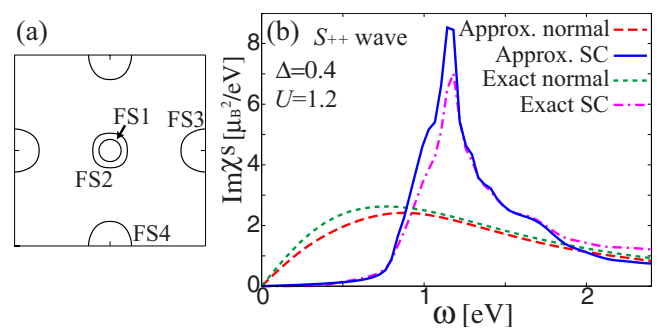 (a)
FS1
FS2
FS3
FS4
(b)
S++ wave
Δ=0.4
U=1.2
Approx. normal
Approx. SC
Exact normal
Exact SC
Imχs [μB²/eV]
8
6
4
2
0
0
1
2
ω [eV]